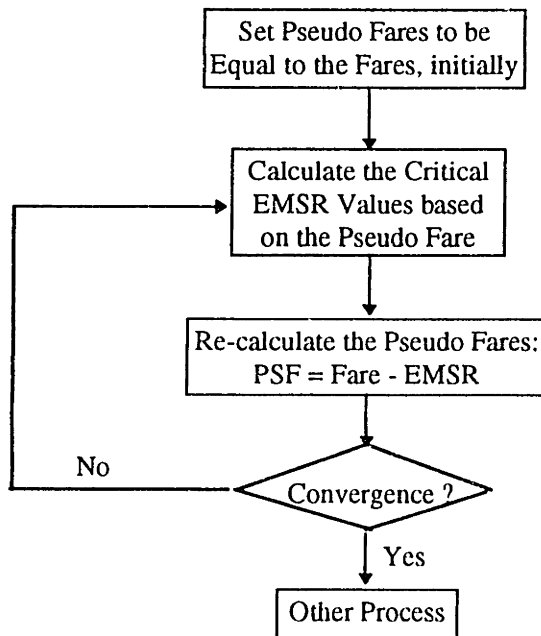 Set Pseudo Fares to be
Equal to the Fares, initially
Calculate the Critical
EMSR Values based
on the Pseudo Fare
Re-calculate the Pseudo Fares:
PSF = Fare - EMSR
No
Convergence ?
Yes
Other Process